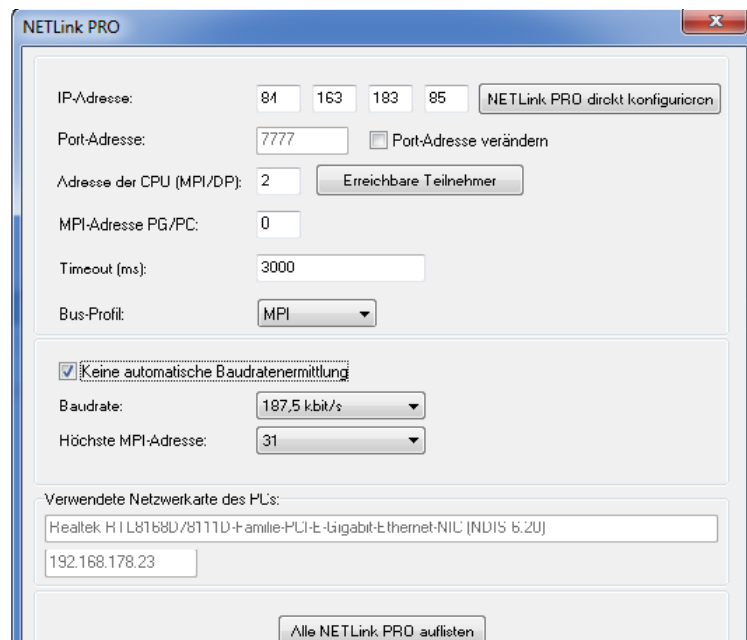 NETLink PRO
x
IP-Adresse: 84 163 183 85 NETLink PRO direkt konfigurieren
Port-Adresse: 7777 Port-Adresse verändern
Adresse der CPU (MPI/DP): 2 Erreichbare Teilnehmer
MPI-Adresse PG/PC: 0
Timeout (ms): 3000
Bus-Profil: MPI
Keine automatische Baudratenermittlung
Baudrate: 187,5 kbit/s
Höchste MPI-Adresse: 31
Verwendete Netzwerkkarte des PCs:
Realtek RTL8168D/8111D-Familie-PCI-E-Gigabit-Ethernet-NIC (NDIS 6.20)
192.168.178.23
Alle NETLink PRO auflisten